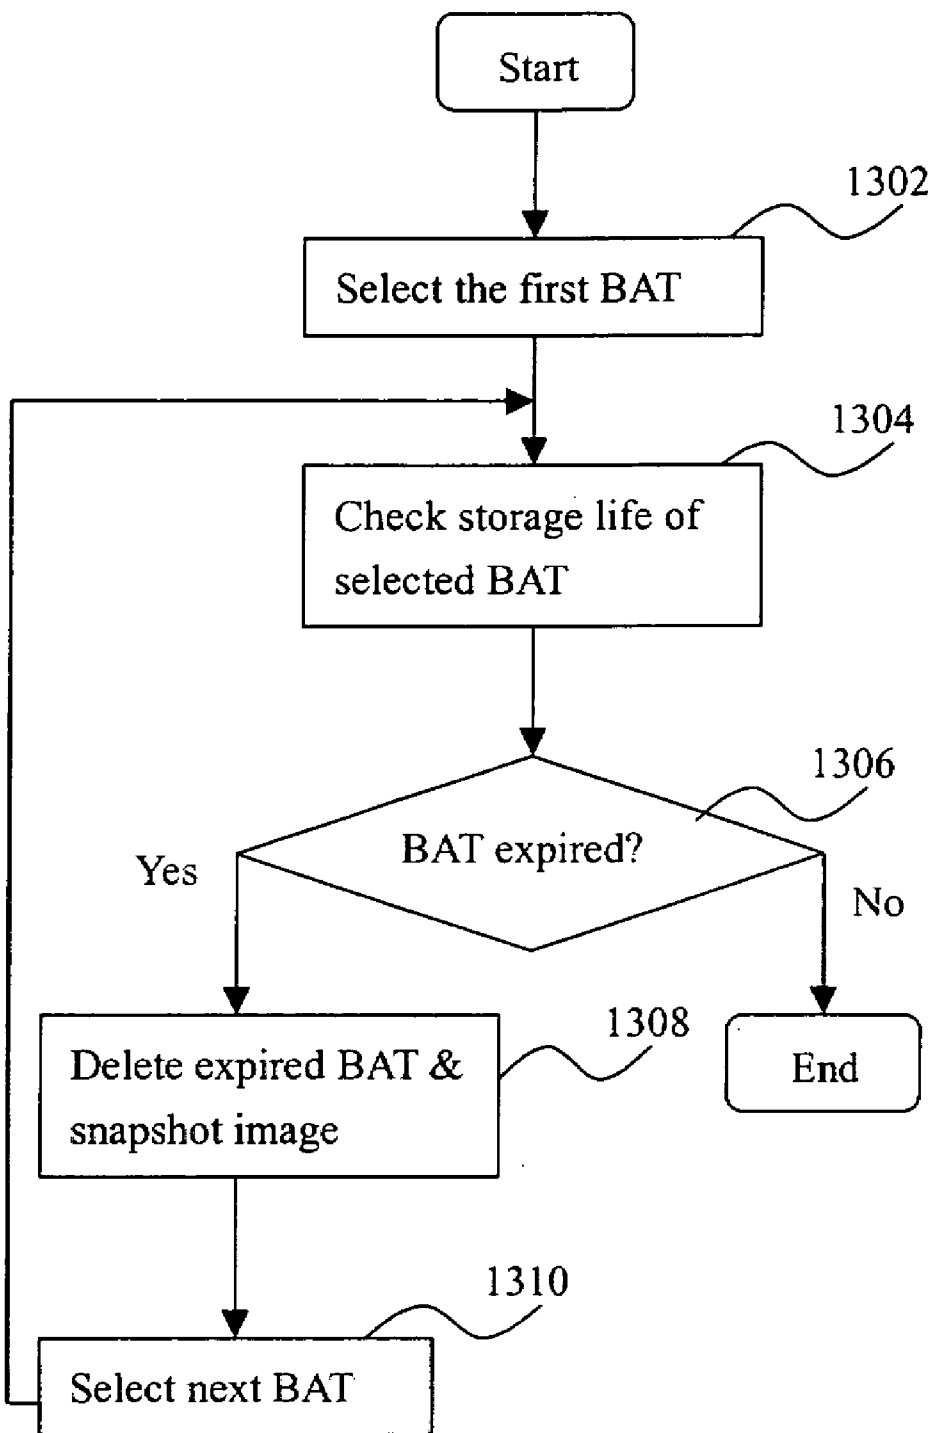 Start
1302
Select the first BAT
1304
Check storage life of
selected BAT
1306
BAT expired?
Yes
No
1308
Delete expired BAT &
snapshot image
End
1310
Select next BAT